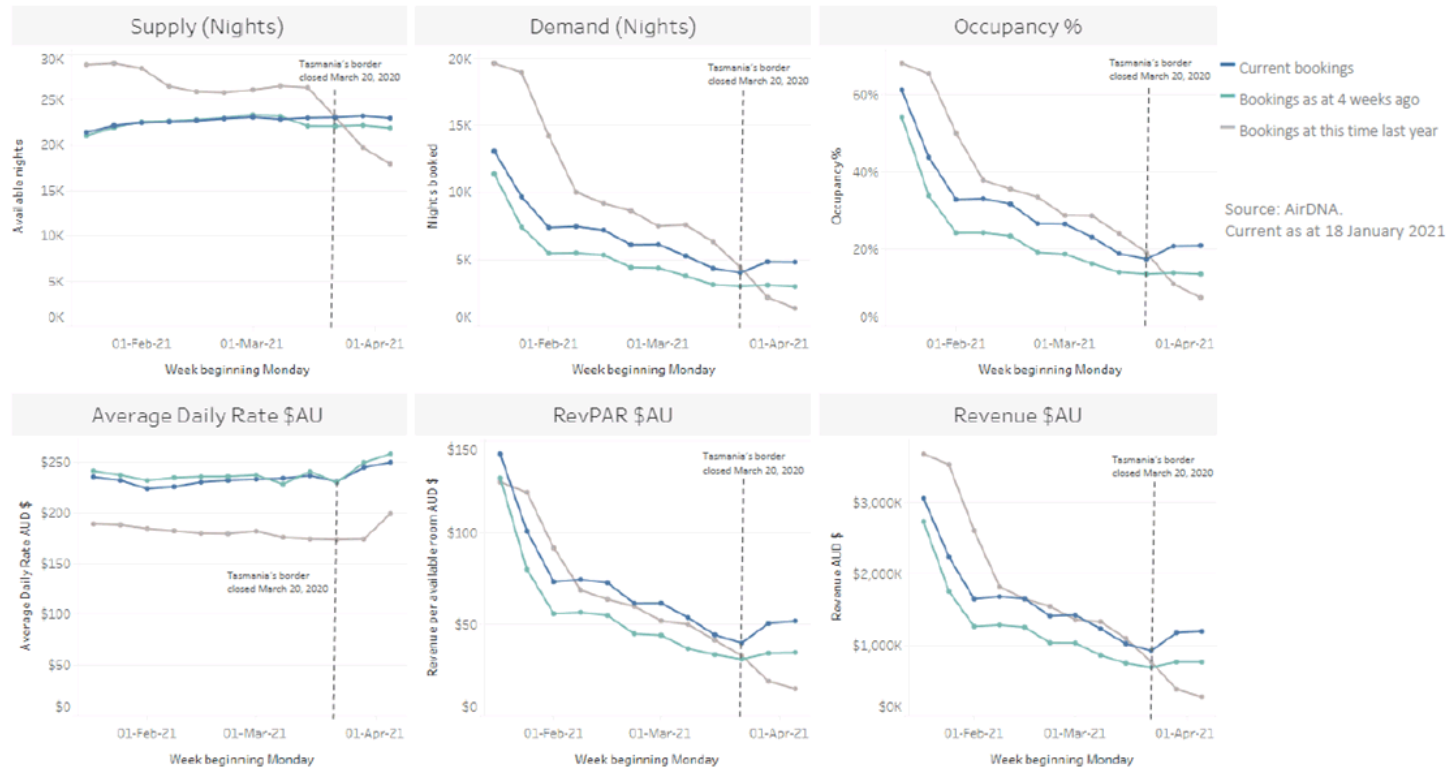 Supply (Nights)
30K
25K
20K
15K
10K
5K
0K
Available nights
Tasmania's border
closed March 20, 2020
01-Feb-21
01-Mar-21
01-Apr-21
Week beginning Monday
Demand (Nights)
20K
15K
10K
5K
0K
Nights booked
Tasmania's border
closed March 20, 2020
01-Feb-21
01-Mar-21
01-Apr-21
Week beginning Monday
Occupancy %
60%
40%
20%
0%
Occupancy%
Tasmania's border
closed March 20, 2020
01-Feb-21
01-Mar-21
01-Apr-21
Week beginning Monday
Current bookings
Bookings as at 4 weeks ago
Bookings at this time last year
Source: AirDNA.
Current as at 18 January 2021
Average Daily Rate $AU
$250
$200
$150
$100
$50
$0
Average Daily Rate AUD $
Tasmania's border
closed March 20, 2020
01-Feb-21
01-Mar-21
01-Apr-21
Week beginning Monday
RevPAR $AU
$150
$100
$50
$0
Revenue per available room AUD $
Tasmania's border
closed March 20, 2020
01-Feb-21
01-Mar-21
01-Apr-21
Week beginning Monday
Revenue $AU
$3,000K
$2,000K
$1,000K
$0K
Revenue AUD $
Tasmania's border
closed March 20, 2020
01-Feb-21
01-Mar-21
01-Apr-21
Week beginning Monday